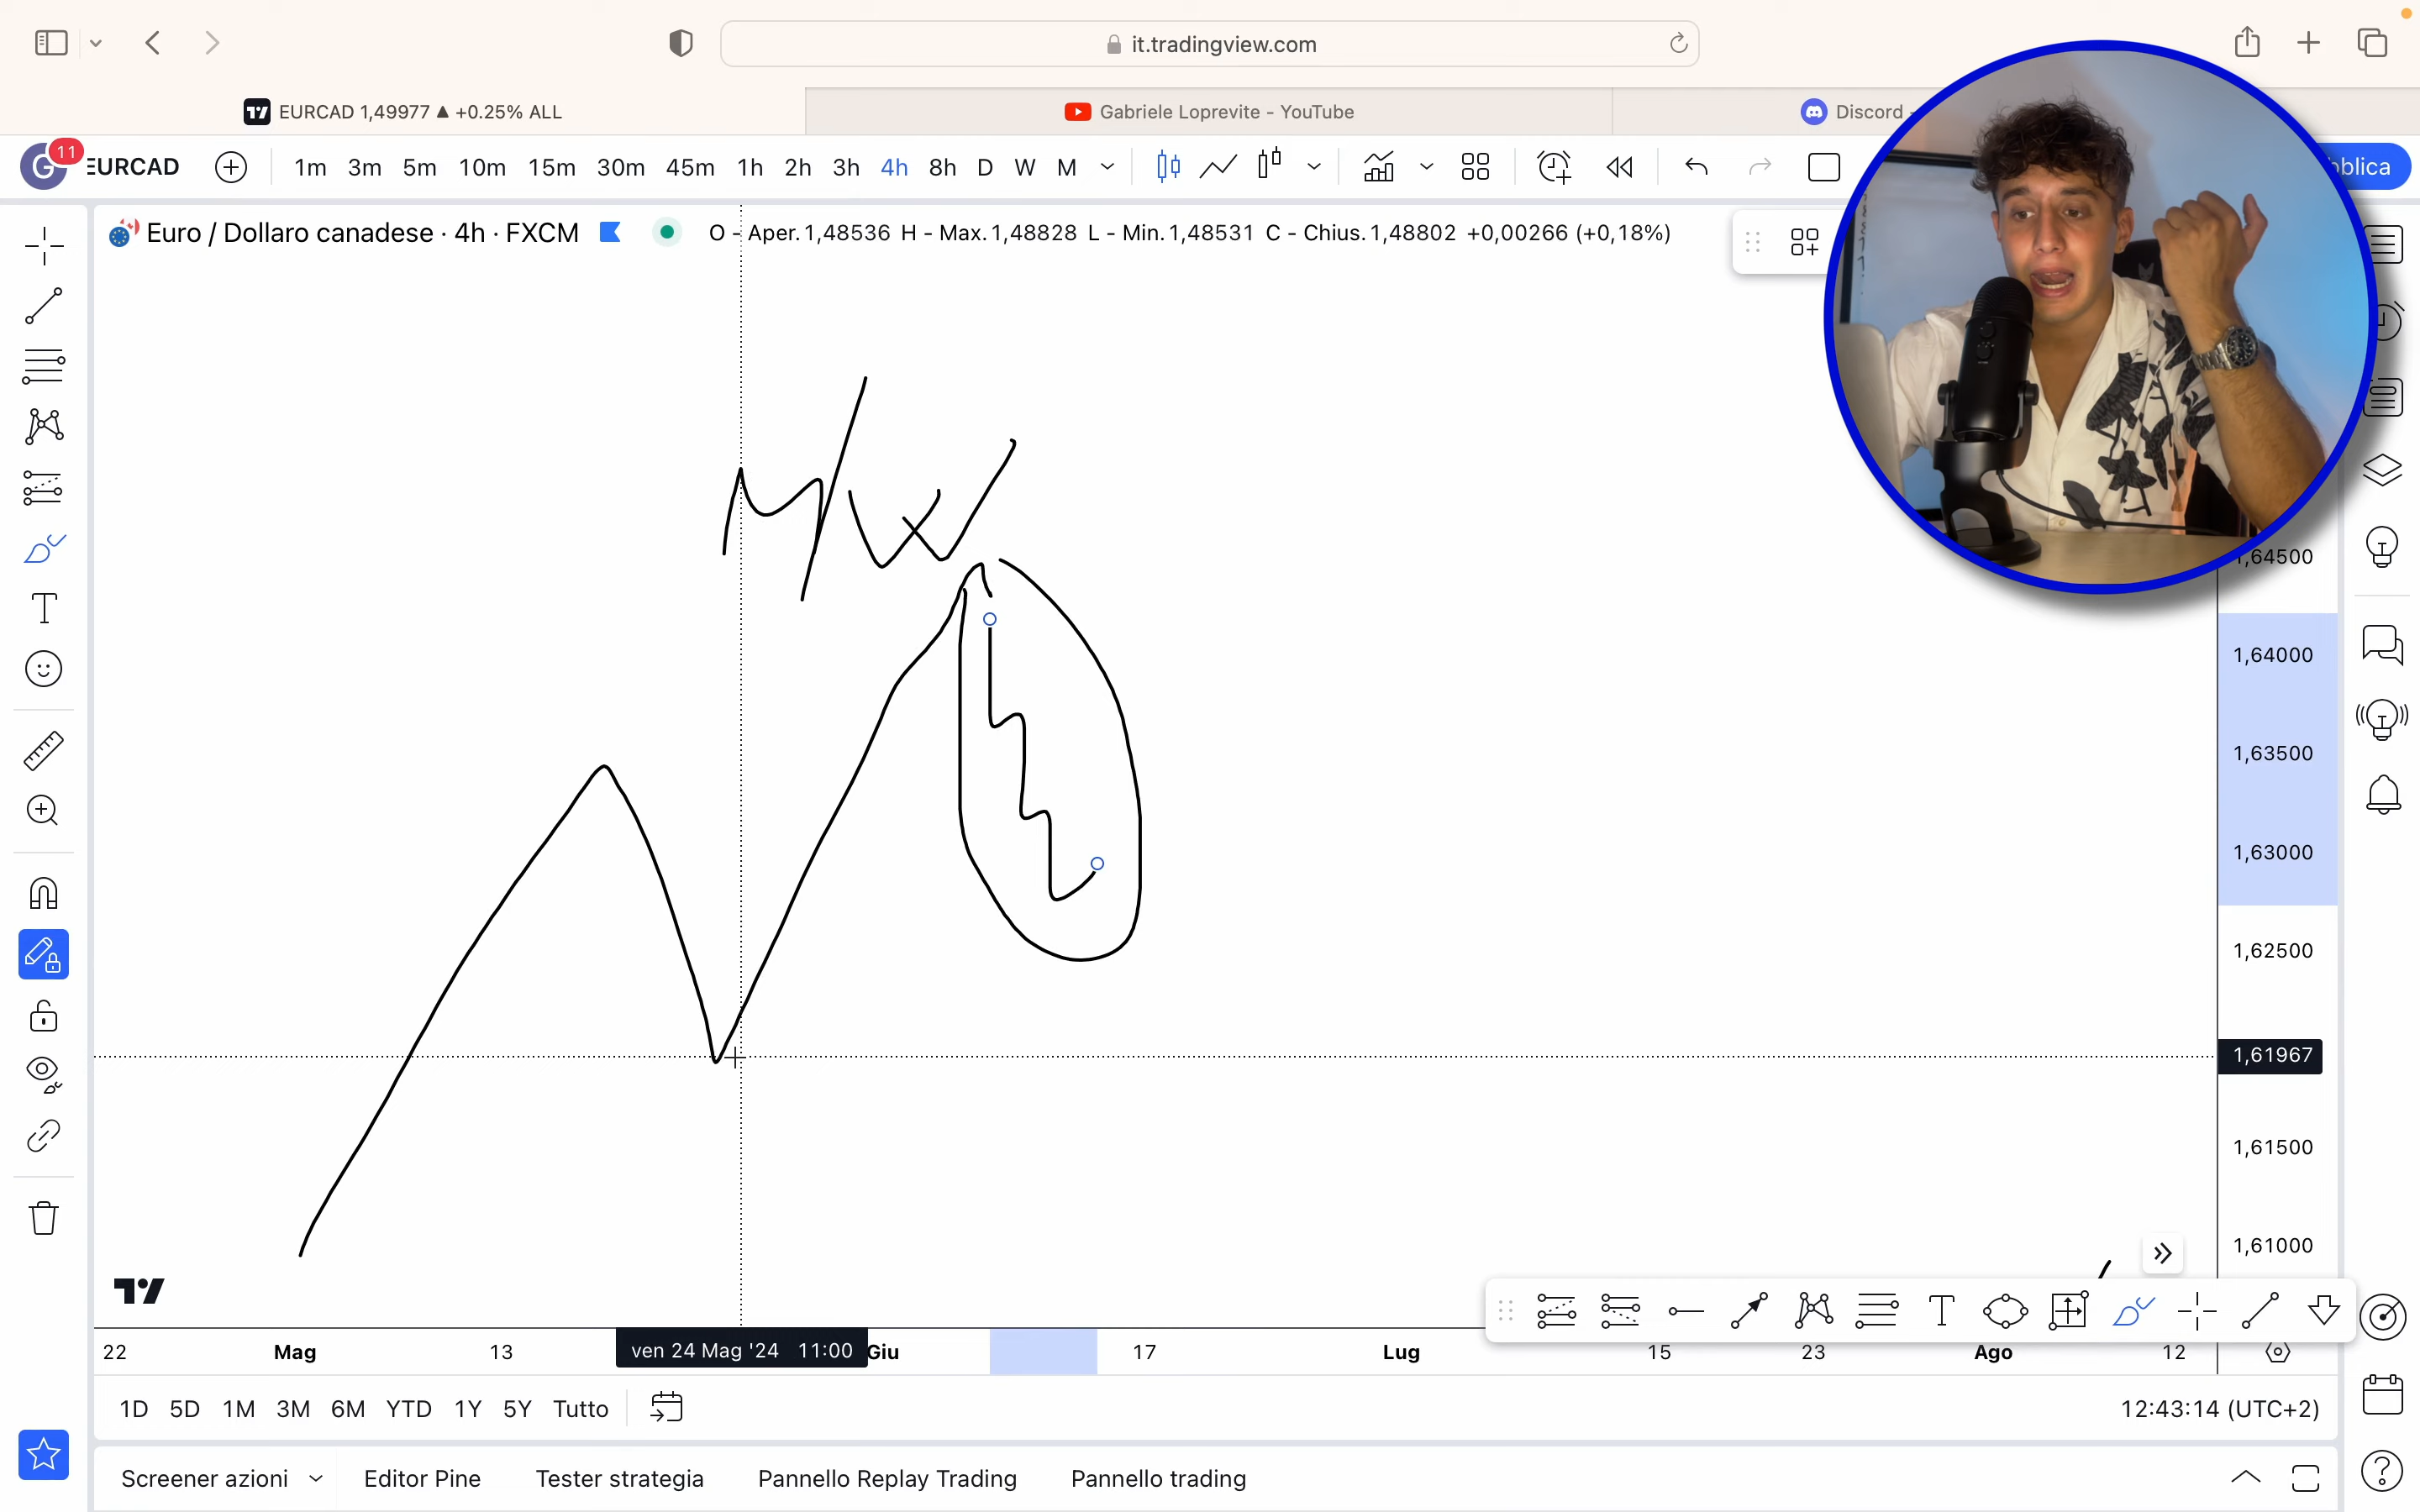 it.tradingview.com
EURCAD 1,49977 ▲ +0.25% ALL
Gabriele Loprevite - YouTube
Discord
G 11 EURCAD 1m 3m 5m 10m 15m 30m 45m 1h 2h 3h 4h 8h D W M
Euro / Dollaro canadese · 4h · FXCM O - Aper. 1,48536 H - Max. 1,48828 L - Min. 1,48531 C - Chius. 1,48802 +0,00266 (+0,18%)
M/W
1,64000
1,63500
1,63000
1,62500
1,61967
1,61500
1,61000
22 Mag 13 ven 24 Mag '24 11:00 Giu 17 Lug 15 23 Ago 12
1D 5D 1M 3M 6M YTD 1Y 5Y Tutto 12:43:14 (UTC+2)
Screener azioni Editor Pine Tester strategia Pannello Replay Trading Pannello trading